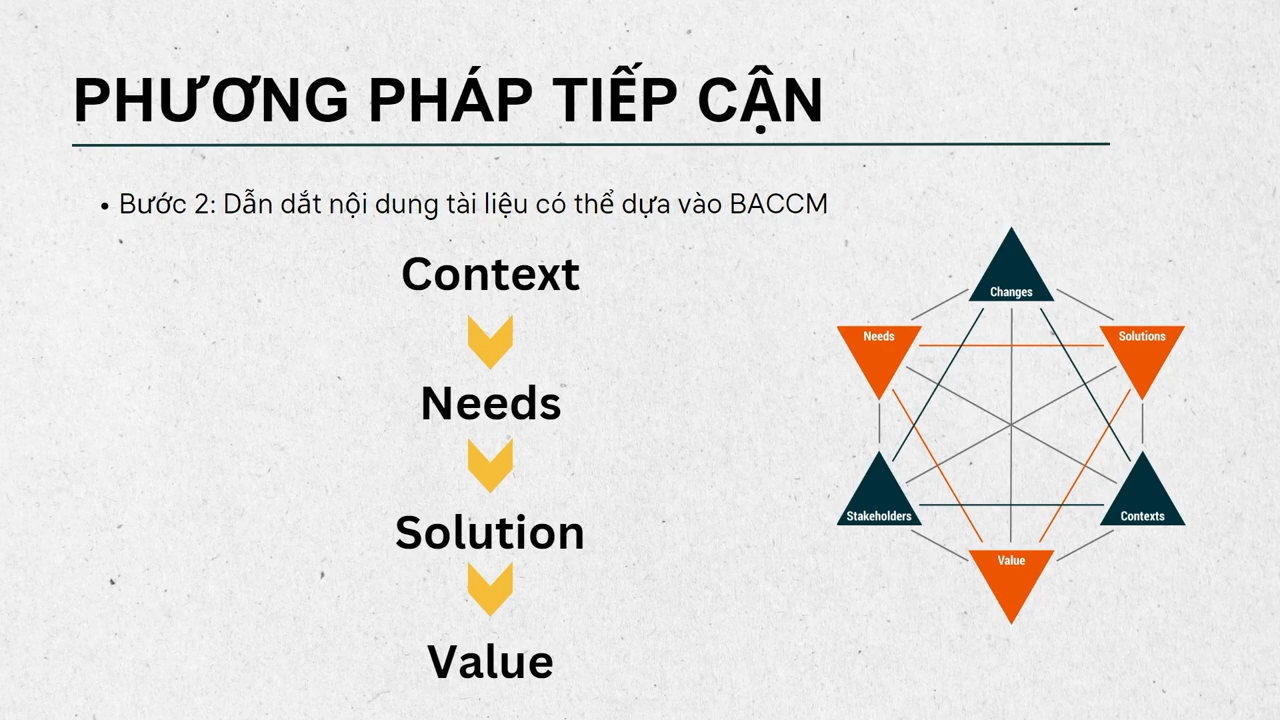 PHƯƠNG PHÁP TIẾP CẬN
• Bước 2: Dẫn dắt nội dung tài liệu có thể dựa vào BACCM
Context
Needs
Solution
Value
Changes
Needs
Solutions
Stakeholders
Contexts
Value